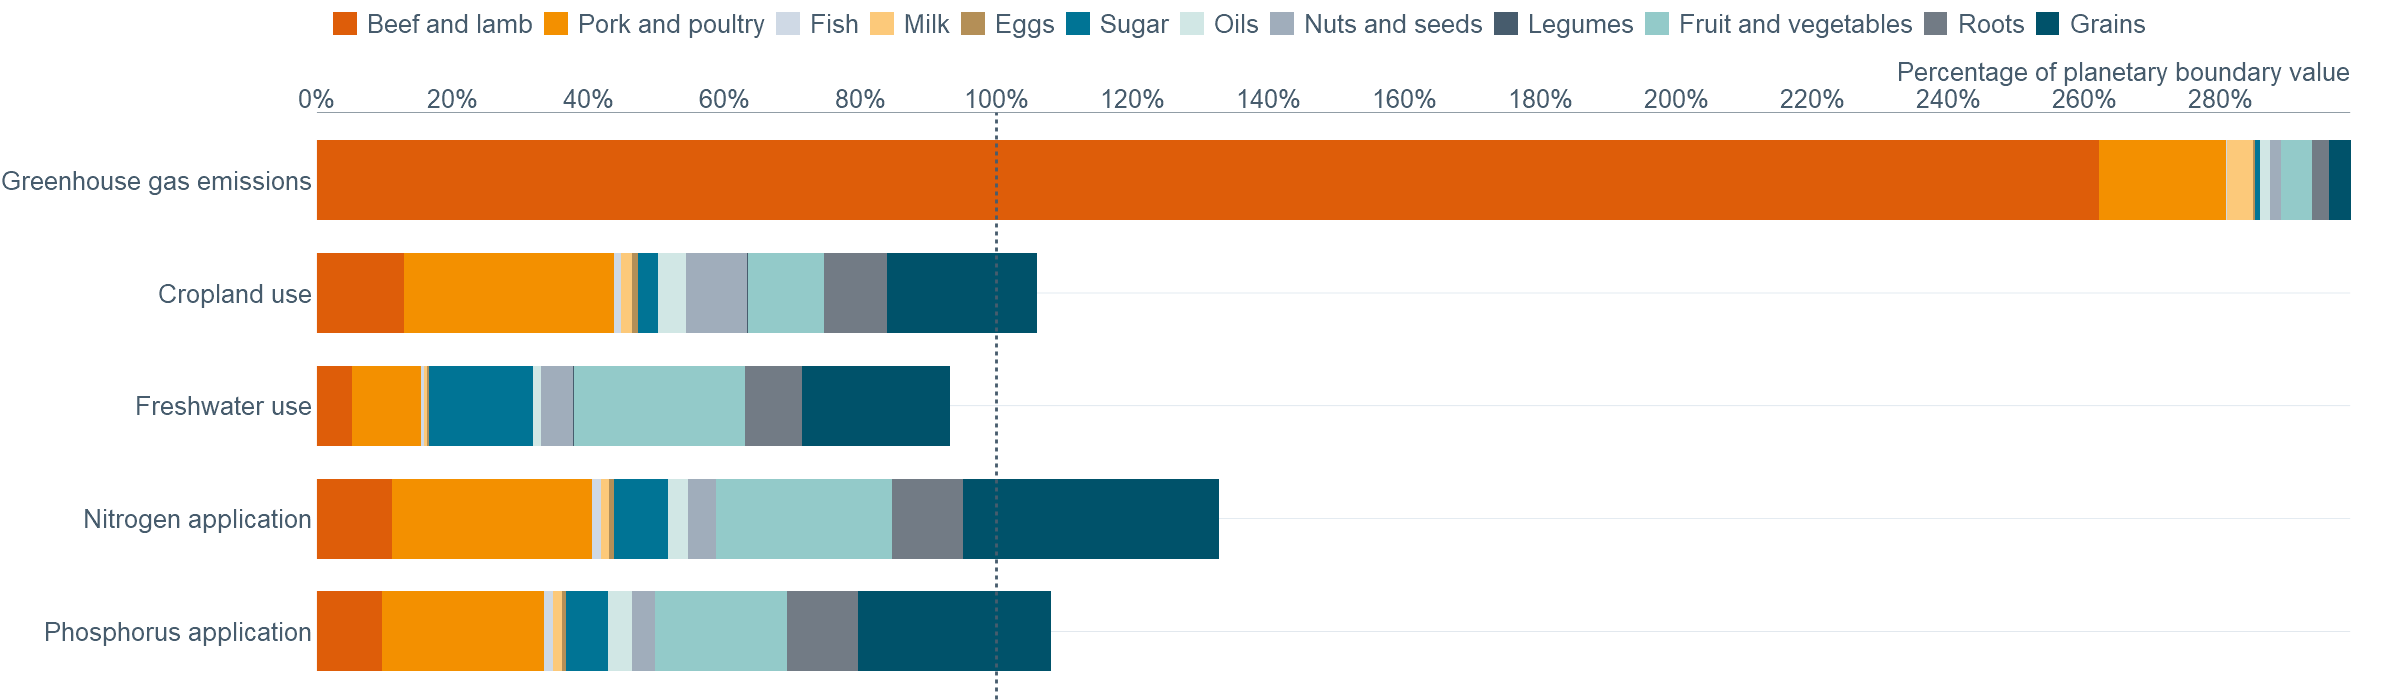 Beef and lamb Pork and poultry Fish Milk Eggs Sugar Oils Nuts and seeds Legumes Fruit and vegetables Roots Grains
Percentage of planetary boundary value
0% 20% 40% 60% 80% 100% 120% 140% 160% 180% 200% 220% 240% 260% 280%
Greenhouse gas emissions
Cropland use
Freshwater use
Nitrogen application
Phosphorus application